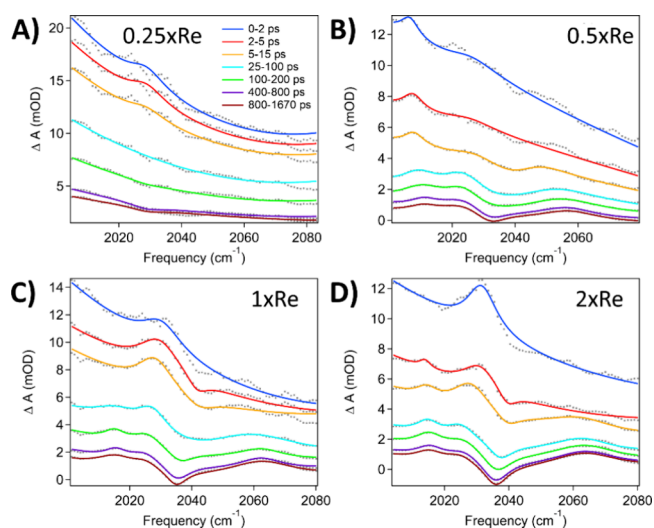 A)
0.25xRe
0-2 ps
2-5 ps
5-15 ps
25-100 ps
100-200 ps
400-800 ps
800-1670 ps
Δ A (mOD)
20
15
10
5
2020
2040
2060
2080
Frequency (cm-1)
B)
0.5xRe
Δ A (mOD)
12
10
8
6
4
2
0
2020
2040
2060
Frequency (cm-1)
C)
1xRe
Δ A (mOD)
14
12
10
8
6
4
2
0
2020
2040
2060
2080
Frequency (cm-1)
D)
2xRe
Δ A (mOD)
12
10
8
6
4
2
0
2020
2040
2060
2080
Frequency (cm-1)